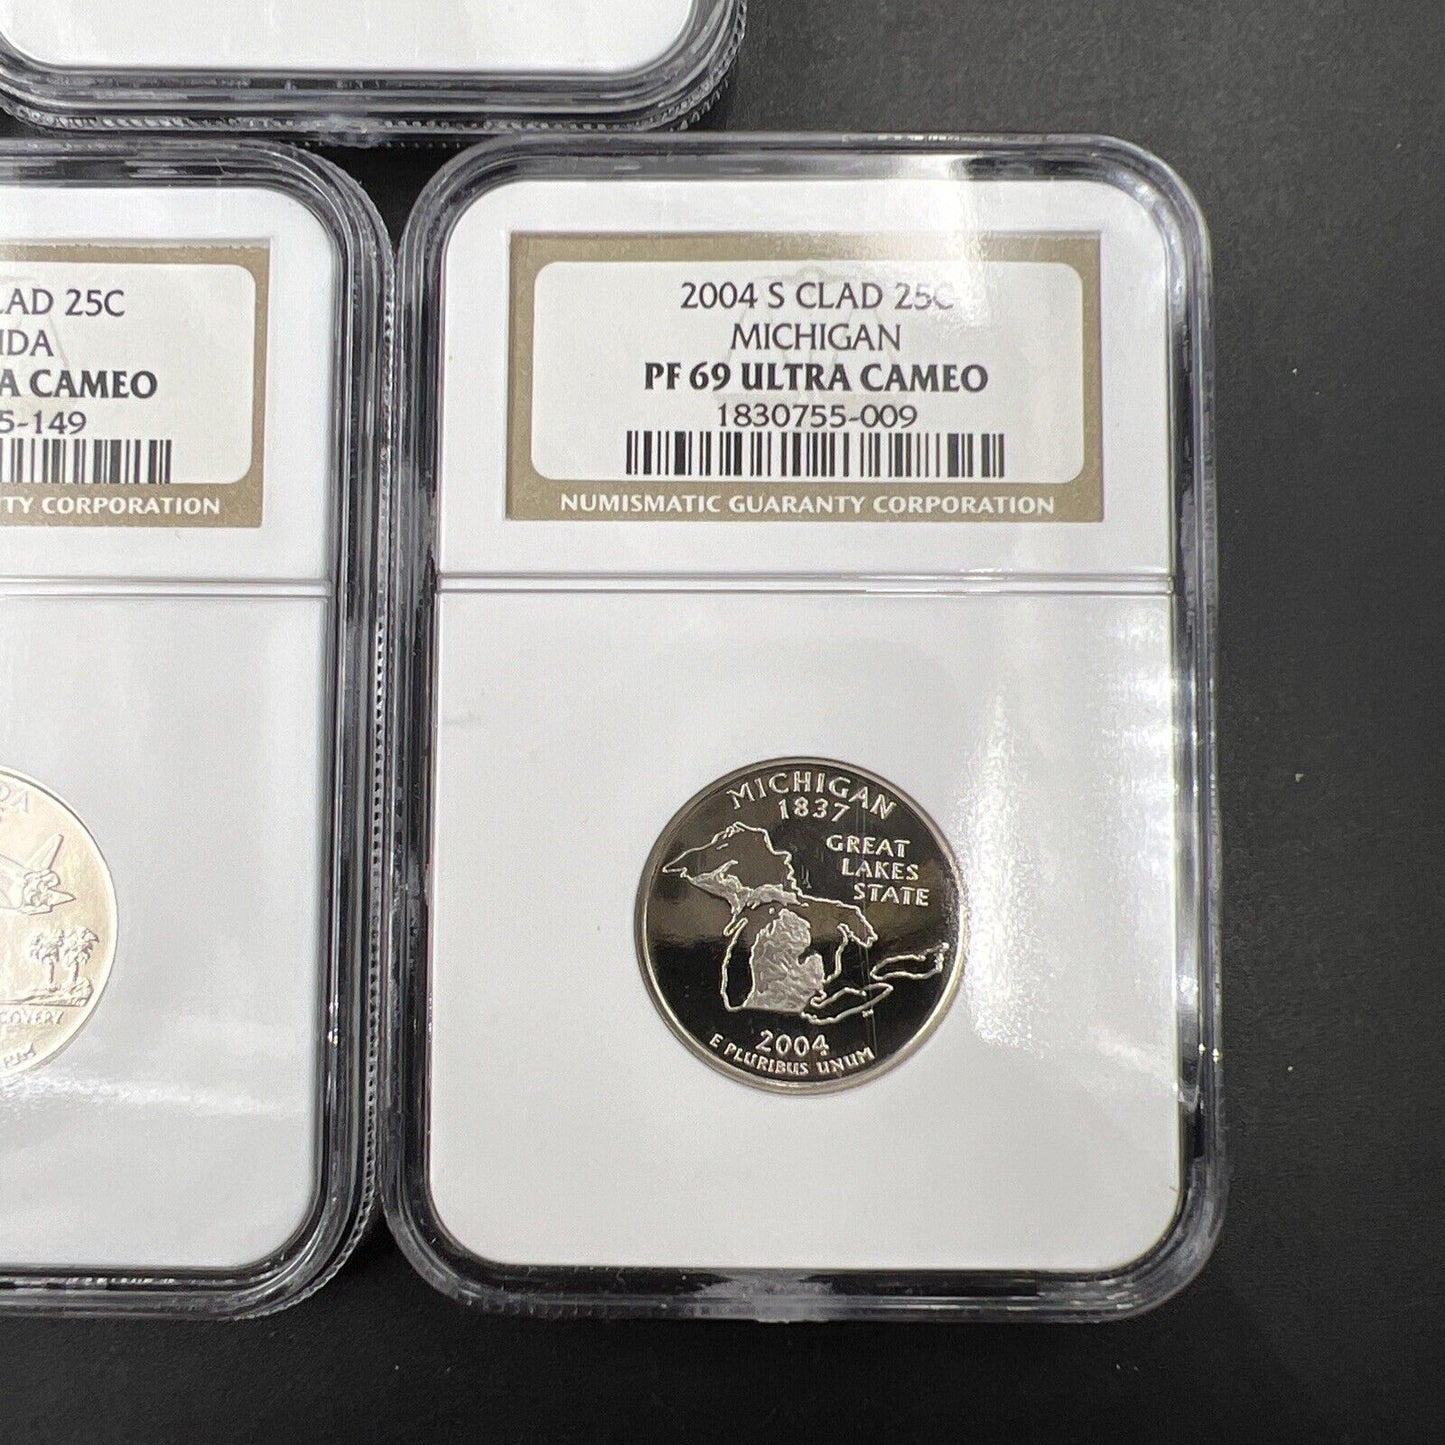 LAD 25C
IDA
A CAMEO
5-149
TY CORPORATION
COVERY
2004 S CLAD 25C
MICHIGAN
PF 69 ULTRA CAMEO
1830755-009
NUMISMATIC GUARANTY CORPORATION
MICHIGAN
1837
GREAT
LAKES
STATE
2004
E PLURIBUS UNUM